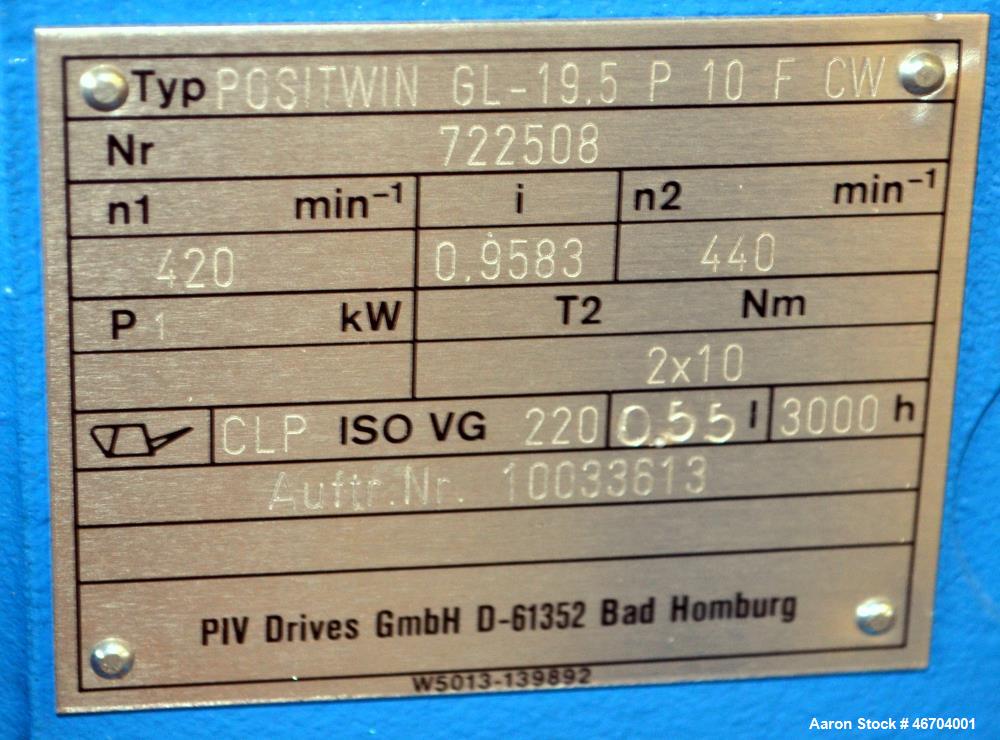 Typ POSITWIN GL-19.5 P 10 F CW
Nr 722508
n1 min⁻¹ i n2 min⁻¹
420 0.9583 440
P 1 kW T2 Nm
2x10
CLP ISO VG 220 0.55 l 3000 h
Auftr.Nr. 10033613
PIV Drives GmbH D-61352 Bad Homburg
W5013-139892
Aaron Stock # 46704001